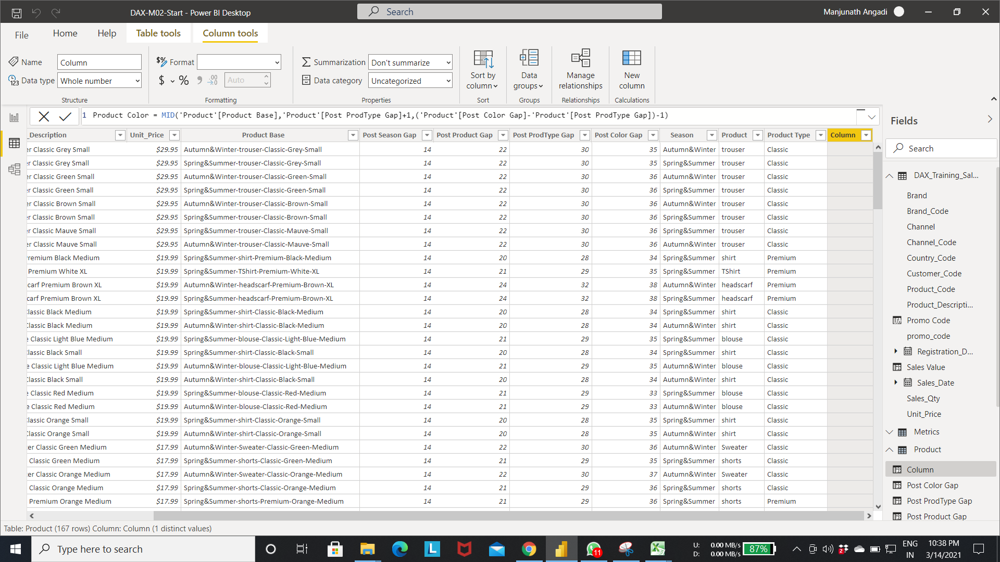 DAX-M02-Start - Power BI Desktop
Search
Manjunath Angadi
File
Home
Help
Table tools
Column tools
Name
Column
Data type
Whole number
Structure
Format
$ % 9 .00
Auto
Formatting
Summarization
Don't summarize
Data category
Uncategorized
Properties
Sort by
column
Sort
Data
groups
Groups
Manage
relationships
Relationships
New
column
Calculations
1 Product Color = MID('Product'[Product Base],'Product'[Post ProdType Gap]+1,('Product'[Post Color Gap]-'Product'[Post ProdType Gap])-1)
_Description Unit_Price Product Base Post Season Gap Post Product Gap Post ProdType Gap Post Color Gap Season Product Product Type Column
er Classic Grey Small $29.95 Autumn&Winter-trouser-Classic-Grey-Small 14 22 30 35 Autumn&Winter trouser Classic
er Classic Grey Small $29.95 Spring&Summer-trouser-Classic-Grey-Small 14 22 30 35 Spring&Summer trouser Classic
er Classic Green Small $29.95 Autumn&Winter-trouser-Classic-Green-Small 14 22 30 36 Autumn&Winter trouser Classic
er Classic Green Small $29.95 Spring&Summer-trouser-Classic-Green-Small 14 22 30 36 Spring&Summer trouser Classic
er Classic Brown Small $29.95 Autumn&Winter-trouser-Classic-Brown-Small 14 22 30 36 Autumn&Winter trouser Classic
er Classic Brown Small $29.95 Spring&Summer-trouser-Classic-Brown-Small 14 22 30 36 Spring&Summer trouser Classic
er Classic Mauve Small $29.95 Spring&Summer-trouser-Classic-Mauve-Small 14 22 30 36 Spring&Summer trouser Classic
er Classic Mauve Small $29.95 Autumn&Winter-trouser-Classic-Mauve-Small 14 22 30 36 Autumn&Winter trouser Classic
Premium Black Medium $19.99 Spring&Summer-shirt-Premium-Black-Medium 14 20 28 34 Spring&Summer shirt Premium
Premium White XL $19.99 Spring&Summer-TShirt-Premium-White-XL 14 21 29 35 Spring&Summer TShirt Premium
carf Premium Brown XL $19.99 Autumn&Winter-headscarf-Premium-Brown-XL 14 24 32 38 Autumn&Winter headscarf Premium
carf Premium Brown XL $19.99 Spring&Summer-headscarf-Premium-Brown-XL 14 24 32 38 Spring&Summer headscarf Premium
Classic Black Medium $19.99 Spring&Summer-shirt-Classic-Black-Medium 14 20 28 34 Spring&Summer shirt Classic
Classic Black Medium $19.99 Autumn&Winter-shirt-Classic-Black-Medium 14 20 28 34 Autumn&Winter shirt Classic
e Classic Light Blue Medium $19.99 Spring&Summer-blouse-Classic-Light-Blue-Medium 14 21 29 35 Spring&Summer blouse Classic
Classic Black Small $19.99 Spring&Summer-shirt-Classic-Black-Small 14 20 28 34 Spring&Summer shirt Classic
e Classic Light Blue Medium $19.99 Autumn&Winter-blouse-Classic-Light-Blue-Medium 14 21 29 35 Autumn&Winter blouse Classic
Classic Black Small $19.99 Autumn&Winter-shirt-Classic-Black-Small 14 20 28 34 Autumn&Winter shirt Classic
e Classic Red Medium $19.99 Spring&Summer-blouse-Classic-Red-Medium 14 21 29 33 Spring&Summer blouse Classic
e Classic Red Medium $19.99 Autumn&Winter-blouse-Classic-Red-Medium 14 21 29 33 Autumn&Winter blouse Classic
Classic Orange Small $19.99 Spring&Summer-shirt-Classic-Orange-Small 14 20 28 35 Spring&Summer shirt Classic
Classic Orange Small $19.99 Autumn&Winter-shirt-Classic-Orange-Small 14 20 28 35 Autumn&Winter shirt Classic
er Classic Green Medium $17.99 Autumn&Winter-Sweater-Classic-Green-Medium 14 22 30 36 Autumn&Winter Sweater Classic
Classic Green Medium $17.99 Spring&Summer-shorts-Classic-Green-Medium 14 21 29 35 Spring&Summer shorts Classic
er Classic Orange Medium $17.99 Autumn&Winter-Sweater-Classic-Orange-Medium 14 22 30 37 Autumn&Winter Sweater Classic
Classic Orange Medium $17.99 Spring&Summer-shorts-Classic-Orange-Medium 14 21 29 36 Spring&Summer shorts Classic
Premium Orange Medium $17.99 Spring&Summer-shorts-Premium-Orange-Medium 14 21 29 36 Spring&Summer shorts Premium
Fields
Search
DAX_Training_Sal...
Brand
Brand_Code
Channel
Channel_Code
Country_Code
Customer_Code
Product_Code
Product_Descripti...
Promo Code
promo_code
Registration_D...
Sales Value
Sales_Date
Sales_Qty
Unit_Price
Metrics
Product
Column
Post Color Gap
Post ProdType Gap
Post Product Gap
Table: Product (167 rows) Column: Column (1 distinct values)
Type here to search
L
11
U: 0.00 MB/s
D: 0.00 MB/s
87%
2
ENG
IN
10:38 PM
3/14/2021